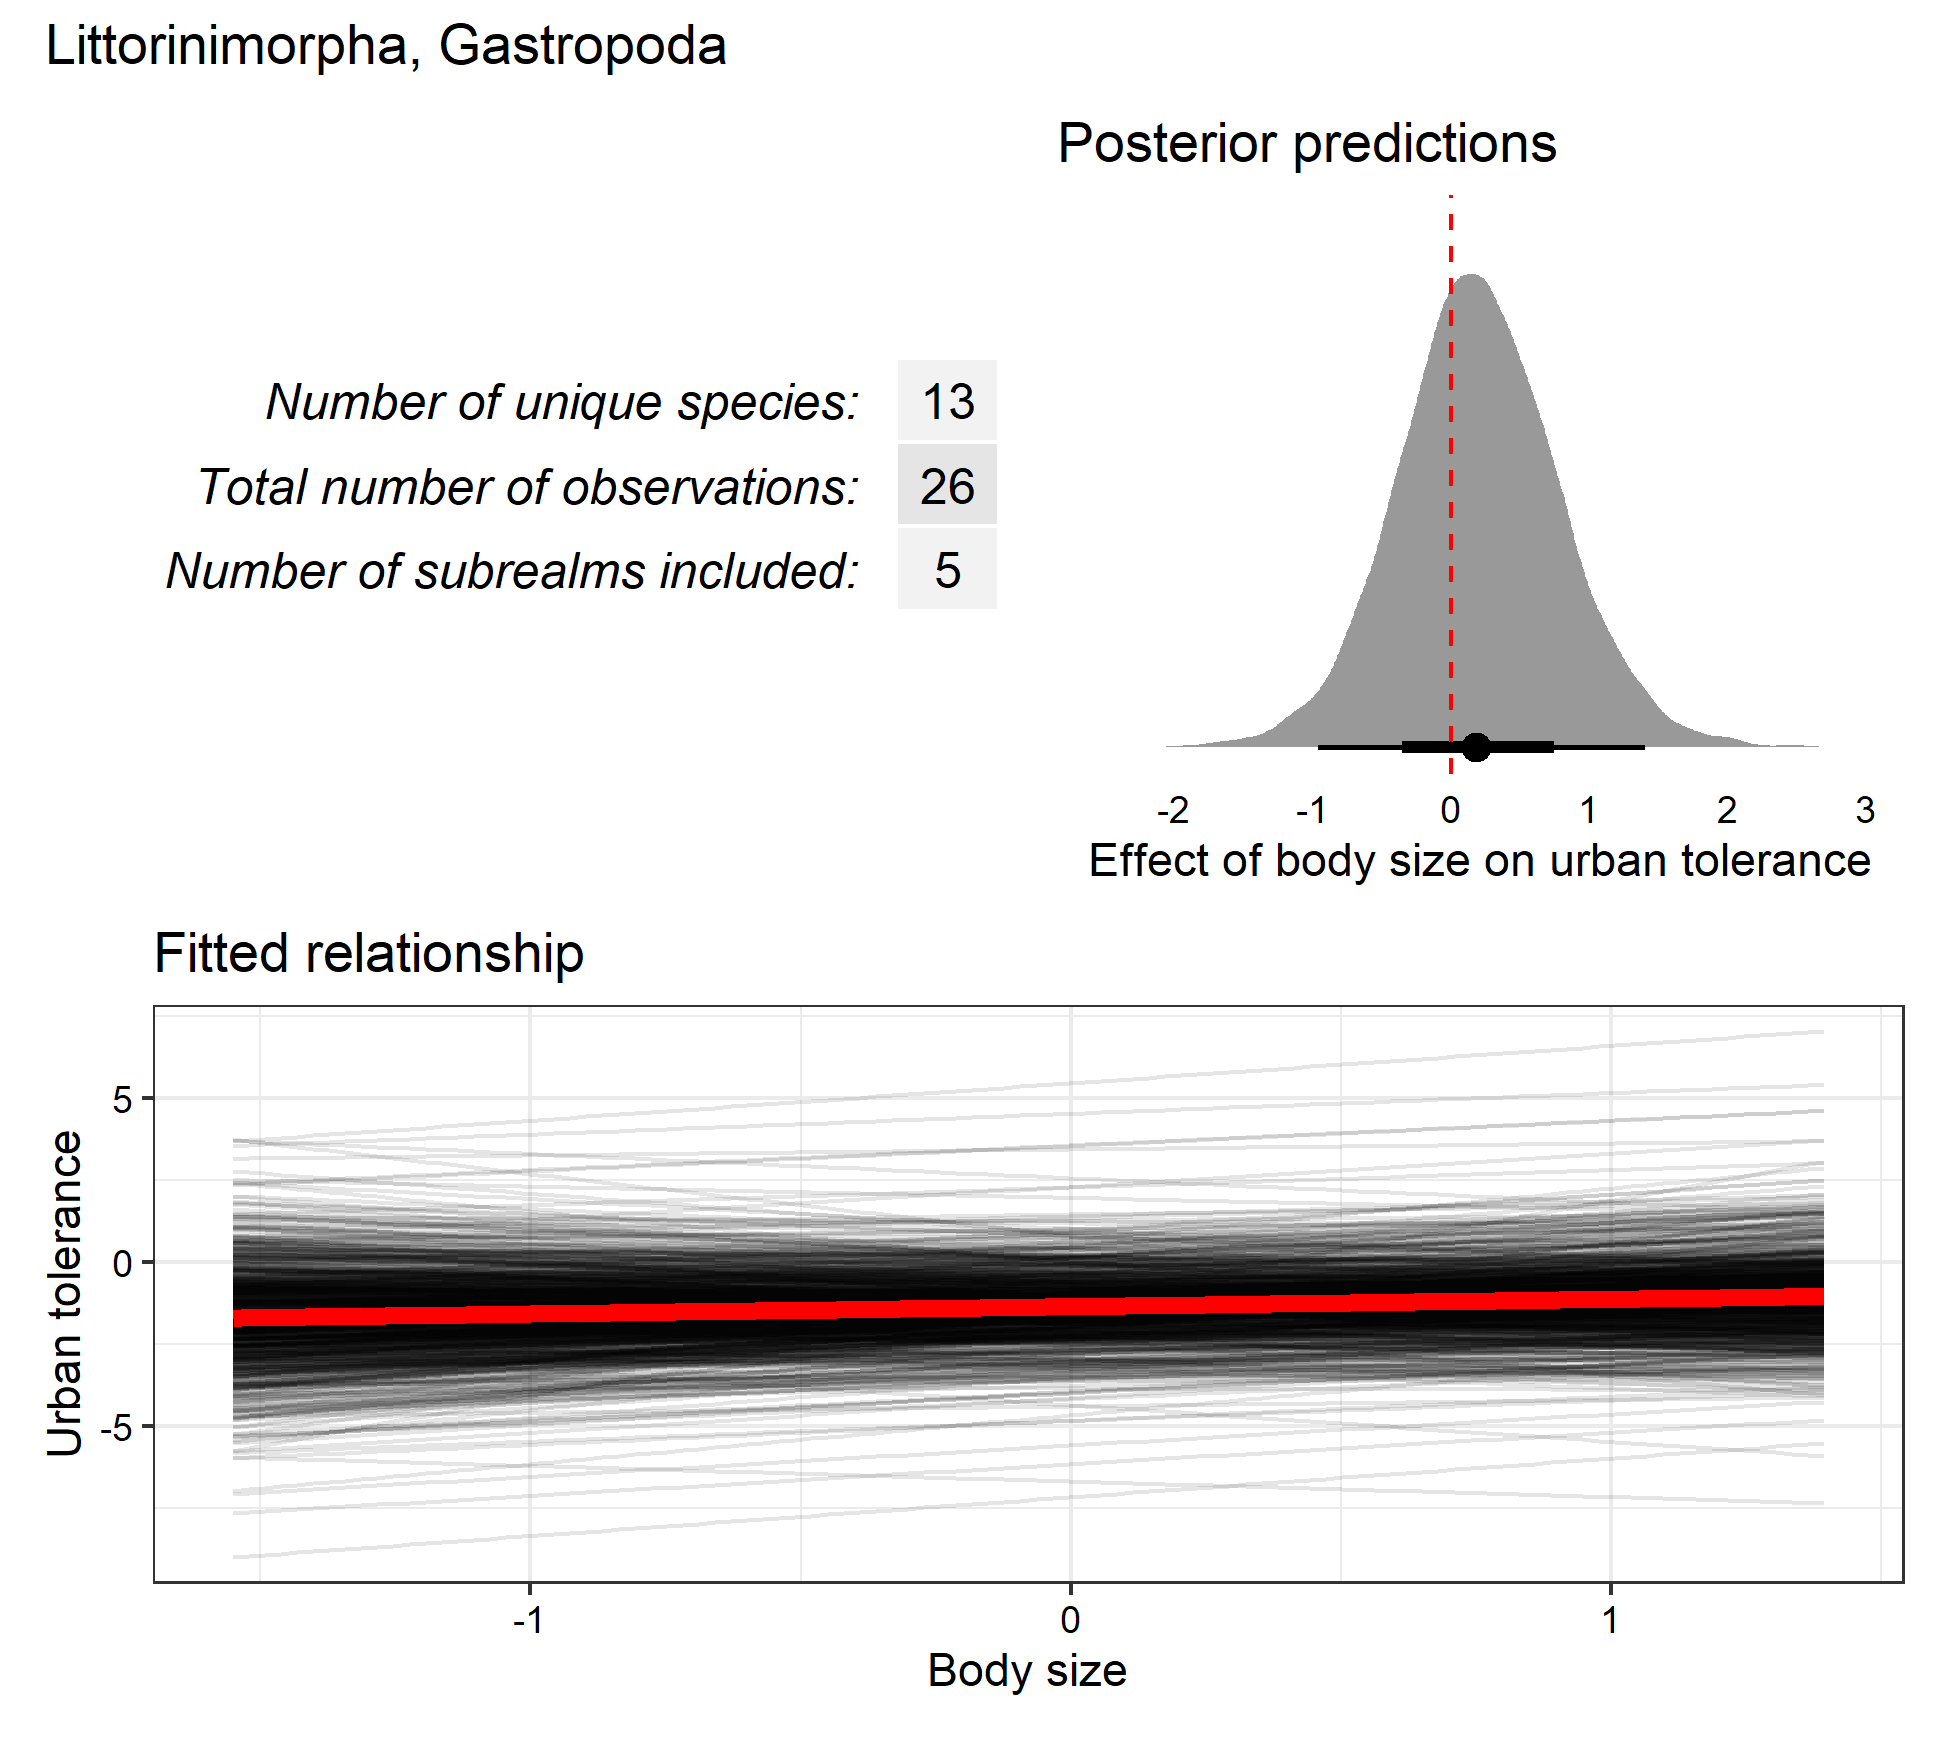 Littorinimorpha, Gastropoda
Posterior predictions
Number of unique species: 13
Total number of observations: 26
Number of subrealms included: 5
-2 -1 0 1 2 3
Effect of body size on urban tolerance
Fitted relationship
Urban tolerance
5
0
-5
-1 0 1
Body size